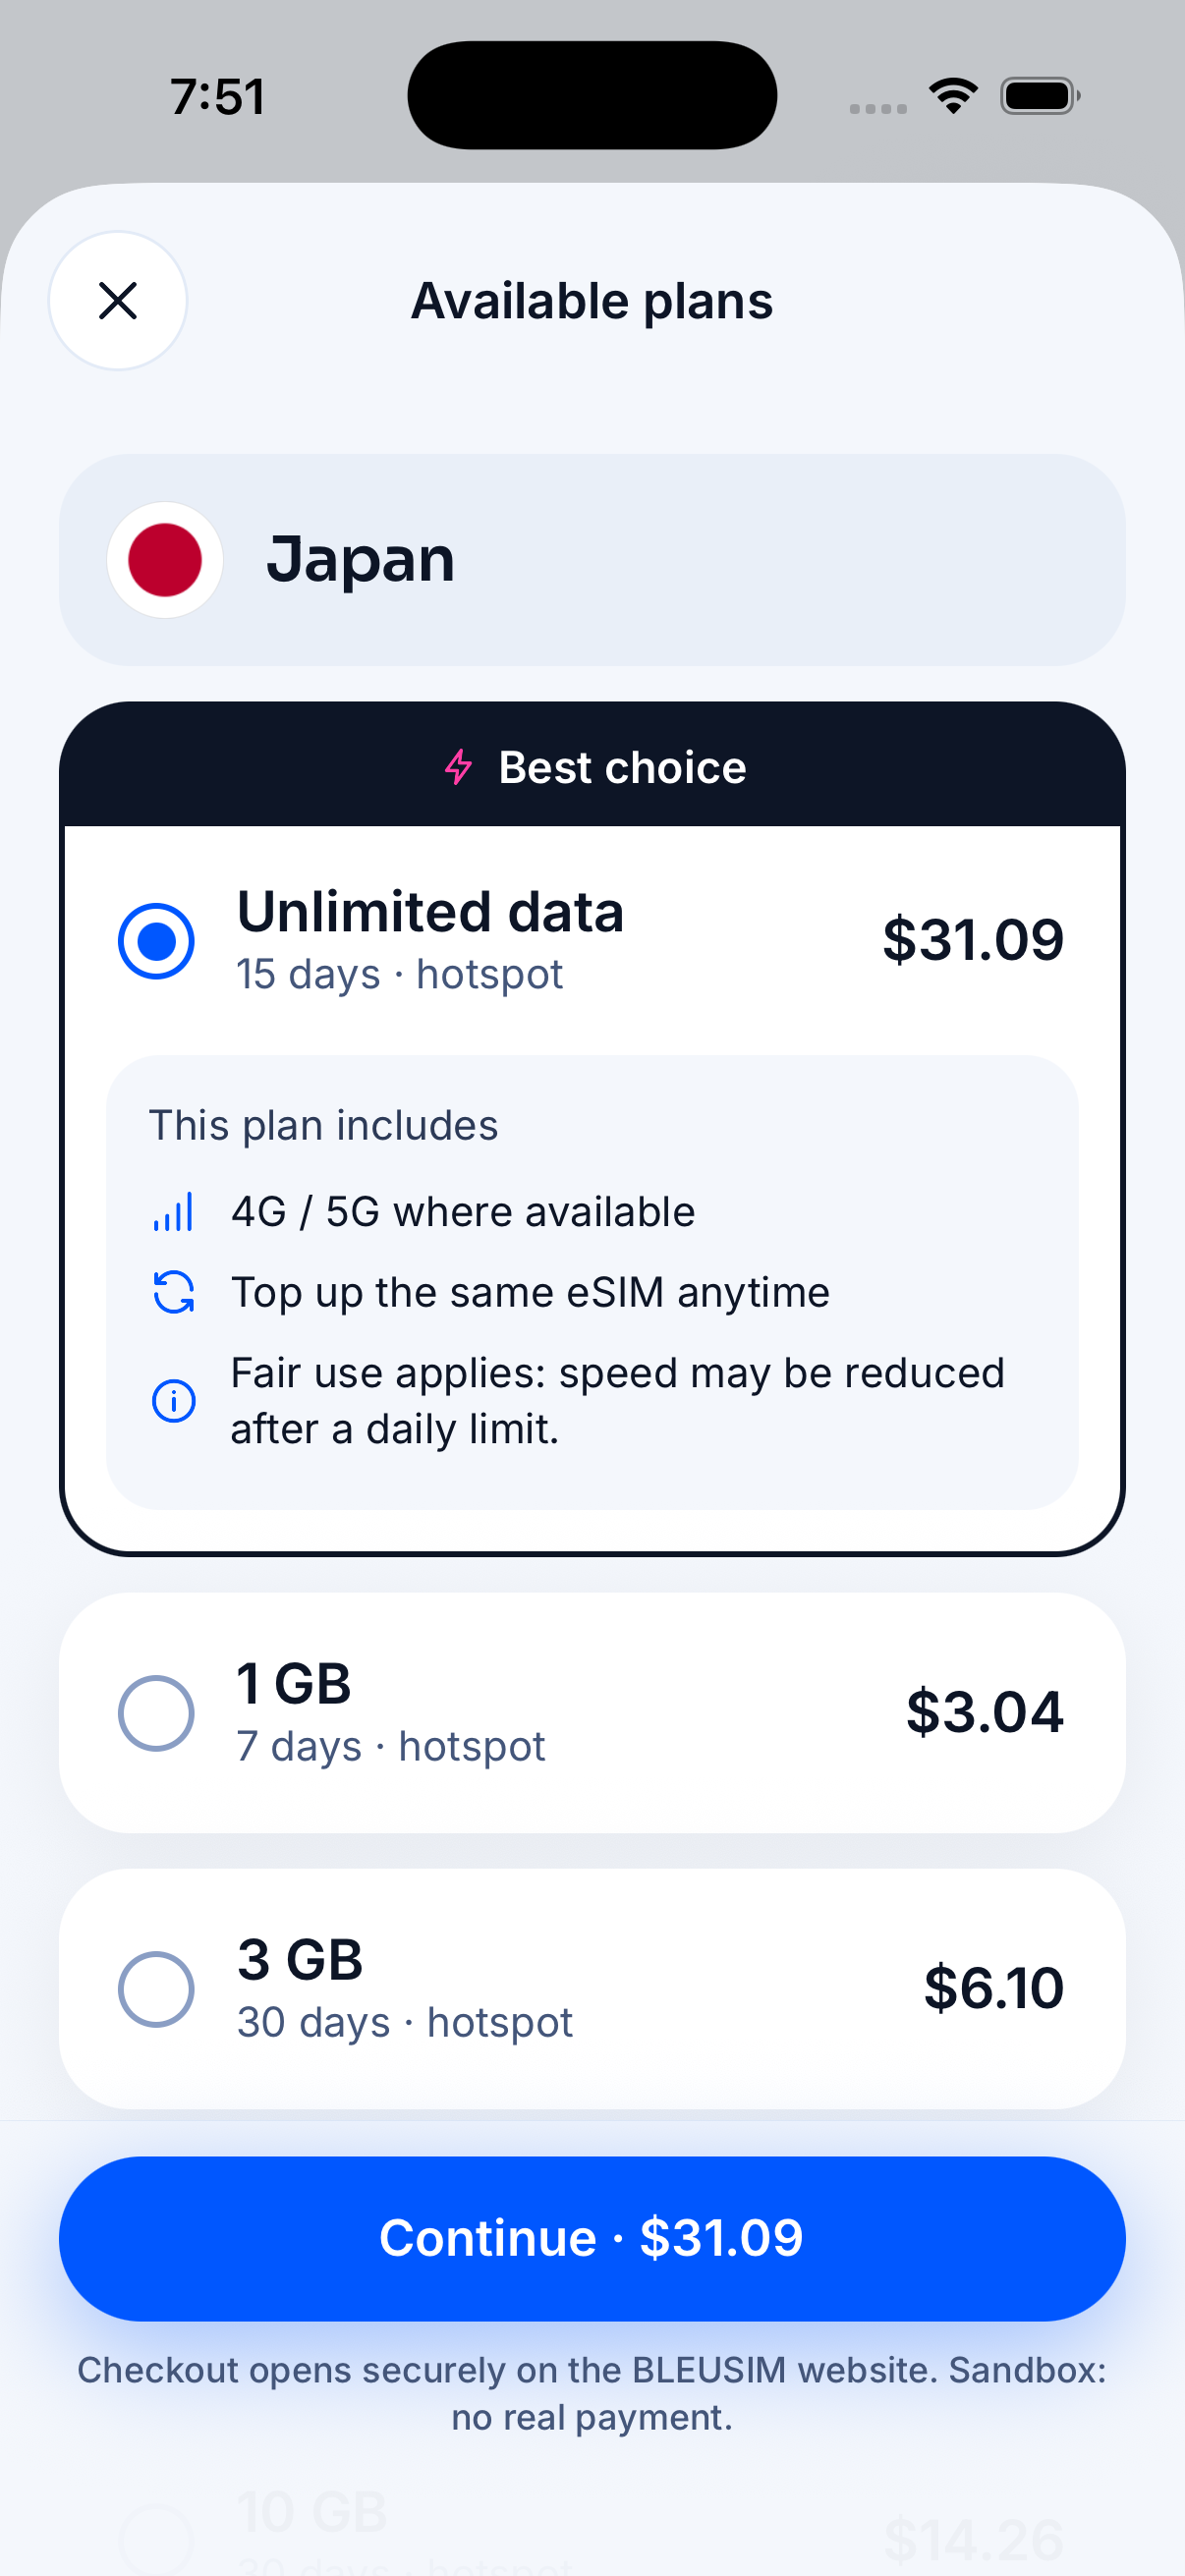 7:51
Available plans
Japan
Best choice
Unlimited data
$31.09
15 days · hotspot
This plan includes
4G / 5G where available
Top up the same eSIM anytime
Fair use applies: speed may be reduced
after a daily limit.
1 GB
$3.04
7 days · hotspot
3 GB
$6.10
30 days · hotspot
Continue · $31.09
Checkout opens securely on the BLEUSIM website. Sandbox:
no real payment.
10 GB
$14.26
30 days · hotspot